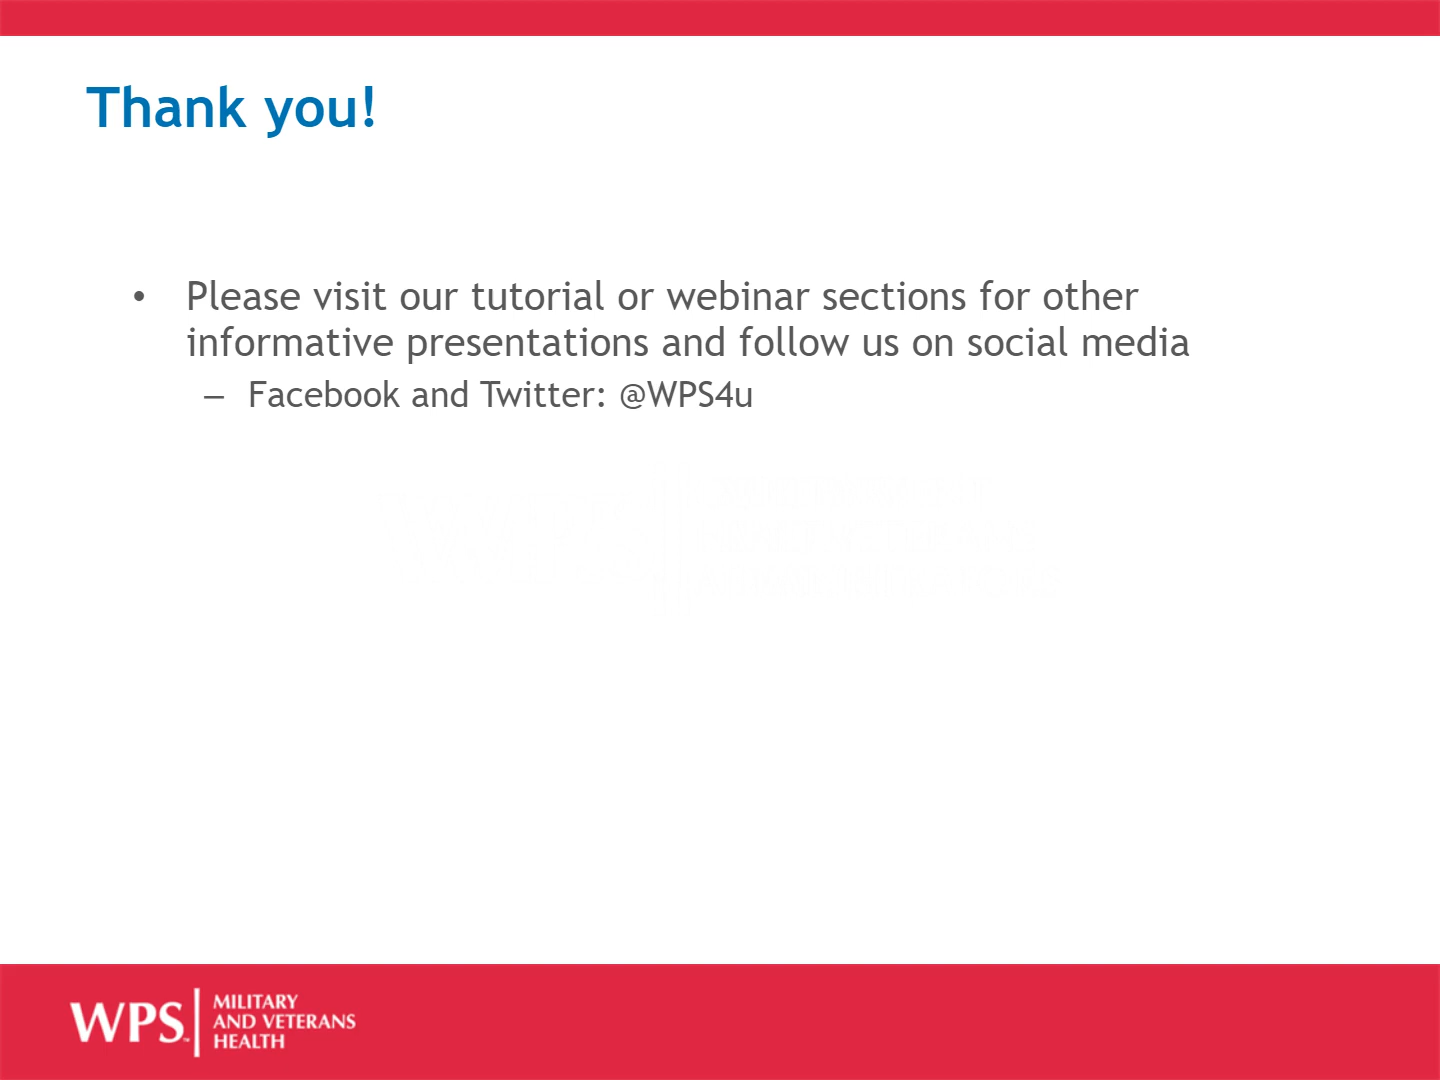 Thank you!
• Please visit our tutorial or webinar sections for other
informative presentations and follow us on social media
– Facebook and Twitter: @WPS4u
WPS™
MILITARY
AND VETERANS
HEALTH